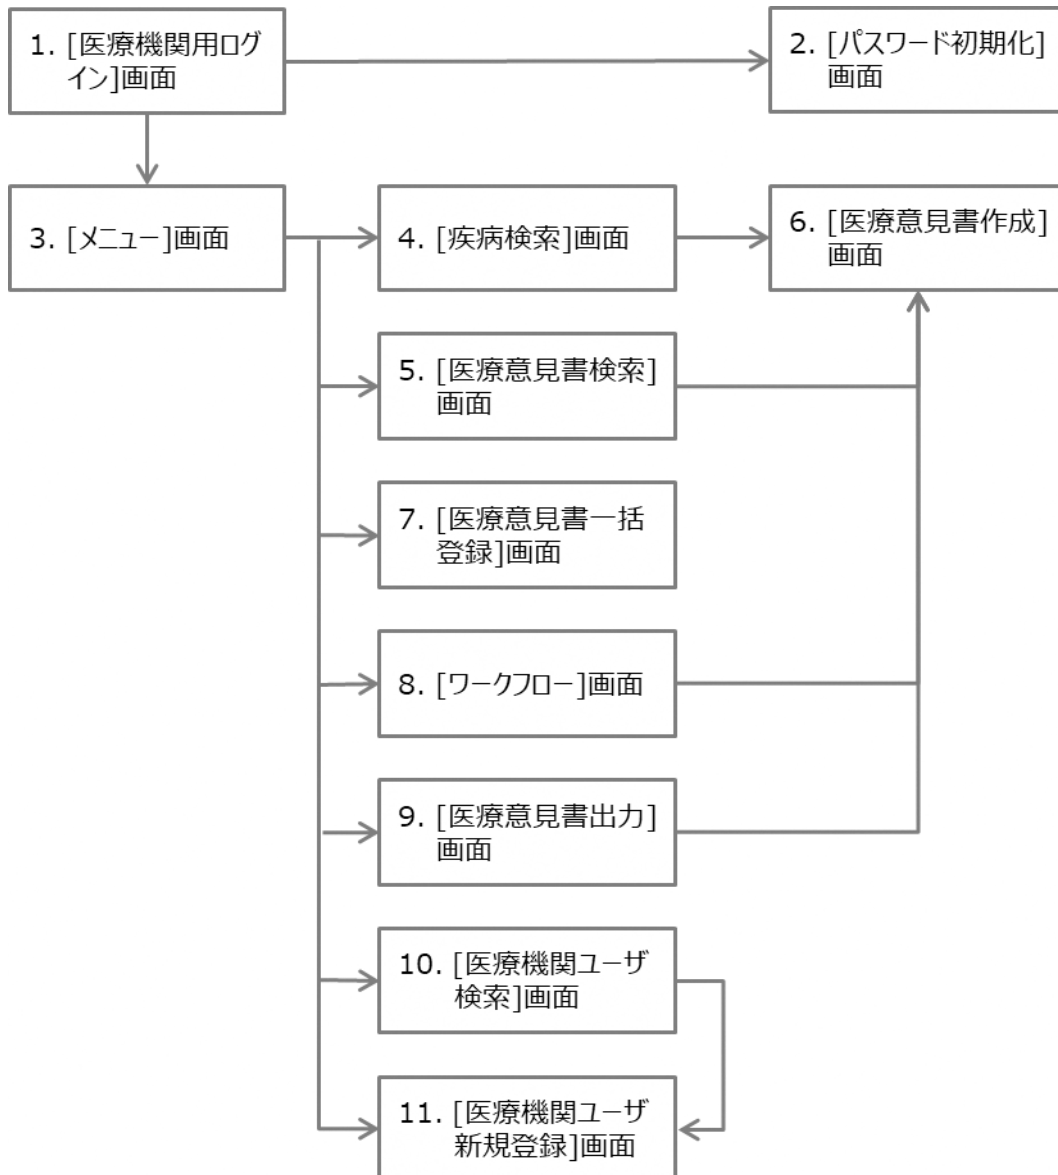 1. [医療機関用ログ
イン]画面
2. [パスワード初期化]
画面
3. [メニュー]画面
4. [疾病検索]画面
6. [医療意見書作成]
画面
5. [医療意見書検索]
画面
7. [医療意見書一括
登録]画面
8. [ワークフロー]画面
9. [医療意見書出力]
画面
10. [医療機関ユーザ
検索]画面
11. [医療機関ユーザ
新規登録]画面